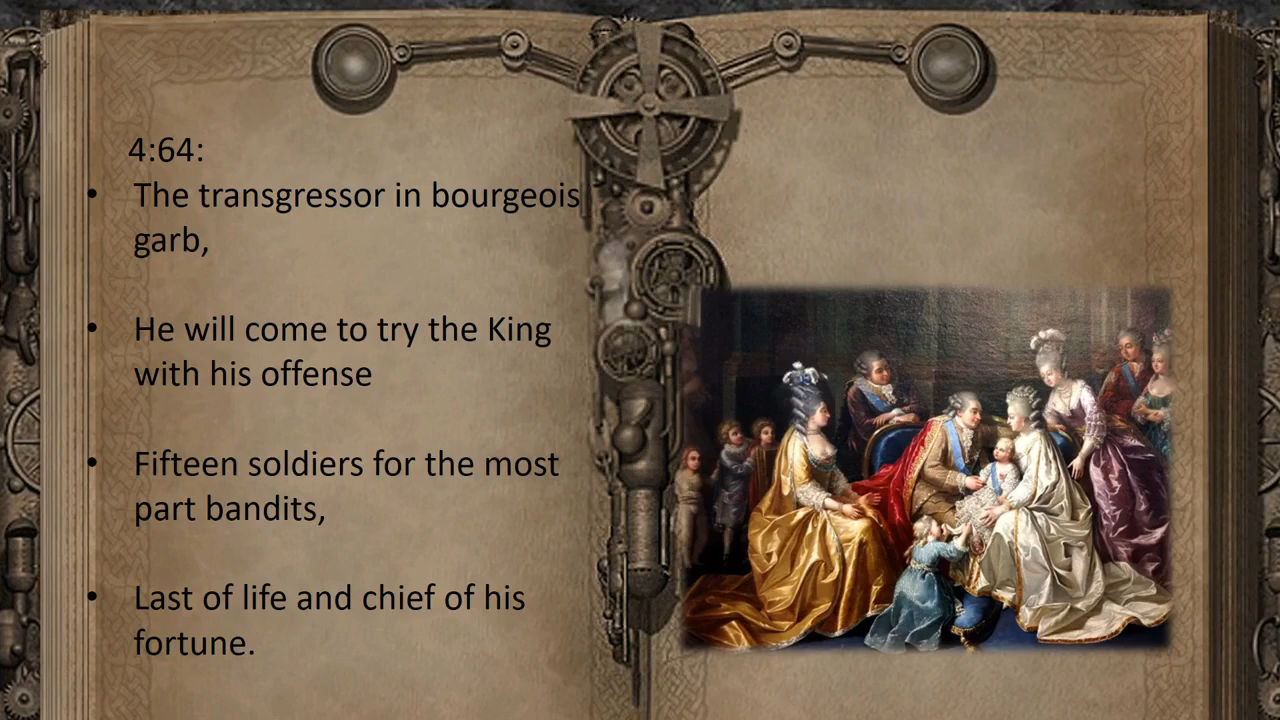 4:64:
• The transgressor in bourgeois
garb,
• He will come to try the King
with his offense
• Fifteen soldiers for the most
part bandits,
• Last of life and chief of his
fortune.